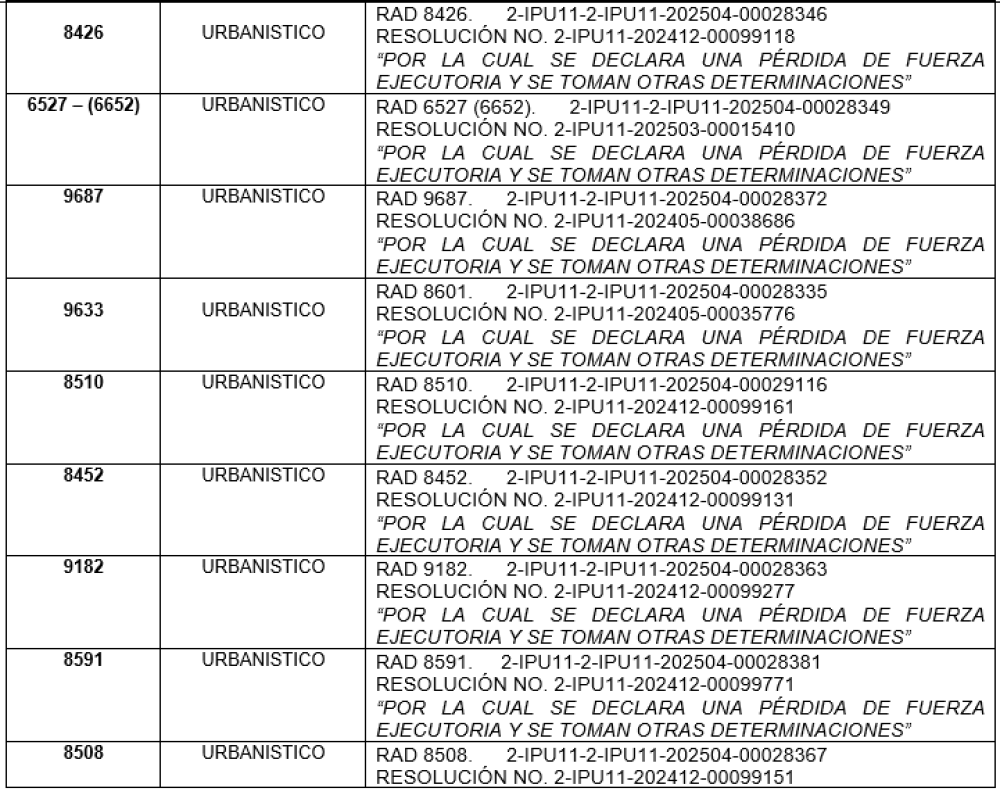 8426 URBANISTICO RAD 8426. 2-IPU11-2-IPU11-202504-00028346
RESOLUCIÓN NO. 2-IPU11-202412-00099118
“POR LA CUAL SE DECLARA UNA PÉRDIDA DE FUERZA
EJECUTORIA Y SE TOMAN OTRAS DETERMINACIONES”
6527 – (6652) URBANISTICO RAD 6527 (6652). 2-IPU11-2-IPU11-202504-00028349
RESOLUCIÓN NO. 2-IPU11-202503-00015410
“POR LA CUAL SE DECLARA UNA PÉRDIDA DE FUERZA
EJECUTORIA Y SE TOMAN OTRAS DETERMINACIONES”
9687 URBANISTICO RAD 9687. 2-IPU11-2-IPU11-202504-00028372
RESOLUCIÓN NO. 2-IPU11-202405-00038686
“POR LA CUAL SE DECLARA UNA PÉRDIDA DE FUERZA
EJECUTORIA Y SE TOMAN OTRAS DETERMINACIONES”
9633 URBANISTICO RAD 8601. 2-IPU11-2-IPU11-202504-00028335
RESOLUCIÓN NO. 2-IPU11-202405-00035776
“POR LA CUAL SE DECLARA UNA PÉRDIDA DE FUERZA
EJECUTORIA Y SE TOMAN OTRAS DETERMINACIONES”
8510 URBANISTICO RAD 8510. 2-IPU11-2-IPU11-202504-00029116
RESOLUCIÓN NO. 2-IPU11-202412-00099161
“POR LA CUAL SE DECLARA UNA PÉRDIDA DE FUERZA
EJECUTORIA Y SE TOMAN OTRAS DETERMINACIONES”
8452 URBANISTICO RAD 8452. 2-IPU11-2-IPU11-202504-00028352
RESOLUCIÓN NO. 2-IPU11-202412-00099131
“POR LA CUAL SE DECLARA UNA PÉRDIDA DE FUERZA
EJECUTORIA Y SE TOMAN OTRAS DETERMINACIONES”
9182 URBANISTICO RAD 9182. 2-IPU11-2-IPU11-202504-00028363
RESOLUCIÓN NO. 2-IPU11-202412-00099277
“POR LA CUAL SE DECLARA UNA PÉRDIDA DE FUERZA
EJECUTORIA Y SE TOMAN OTRAS DETERMINACIONES”
8591 URBANISTICO RAD 8591. 2-IPU11-2-IPU11-202504-00028381
RESOLUCIÓN NO. 2-IPU11-202412-00099771
“POR LA CUAL SE DECLARA UNA PÉRDIDA DE FUERZA
EJECUTORIA Y SE TOMAN OTRAS DETERMINACIONES”
8508 URBANISTICO RAD 8508. 2-IPU11-2-IPU11-202504-00028367
RESOLUCIÓN NO. 2-IPU11-202412-00099151